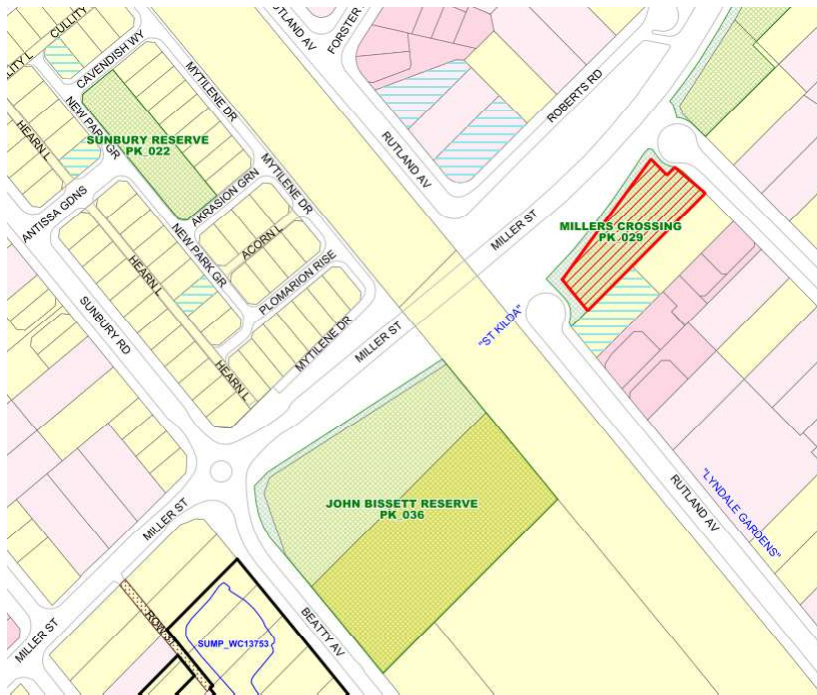 RUTLAND AV
FORSTER
CULLITY
CULLITY L
CAVENDISH WY
MYTILENE DR
NEW PARK GR
HEARN L
SUNBURY RESERVE
PK_022
RUTLAND AV
ROBERTS RD
MYTILENE DR
ANTISSA GDNS
AKRASION GRN
NEW PARK GR
ACORN L
MILLER ST
MILLERS CROSSING
PK_029
HEARN L
PLOMARION RISE
SUNBURY RD
"ST KILDA"
MILLER ST
MYTILENE DR
HEARN L
RUTLAND AV
"LYNDALE GARDENS"
JOHN BISSETT RESERVE
PK_036
MILLER ST
BEATTY AV
ROW
SUMP_WC13753
MILLER ST